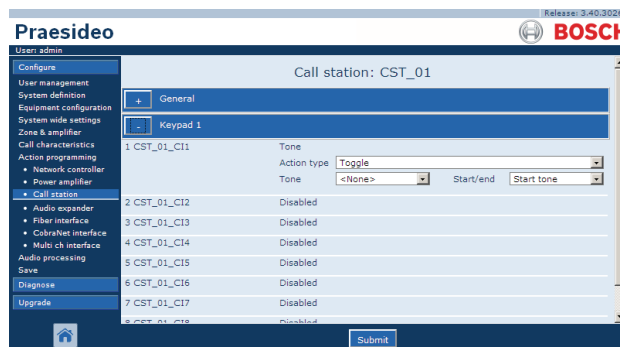 Release: 3.40.302
Praesideo
BOSCH
User: admin
Configure
User management
System definition
Equipment configuration
System wide settings
Zone & amplifier
Call characteristics
Action programming
• Network controller
• Power amplifier
• Call station
• Audio expander
• Fiber interface
• CobraNet interface
• Multi ch interface
Audio processing
Save
Diagnose
Upgrade
Call station: CST_01
+ General
- Keypad 1
1 CST_01_CI1 Tone
Action type Toggle
Tone <None> Start/end Start tone
2 CST_01_CI2 Disabled
3 CST_01_CI3 Disabled
4 CST_01_CI4 Disabled
5 CST_01_CI5 Disabled
6 CST_01_CI6 Disabled
7 CST_01_CI7 Disabled
8 CST_01_CI8 Disabled
Submit